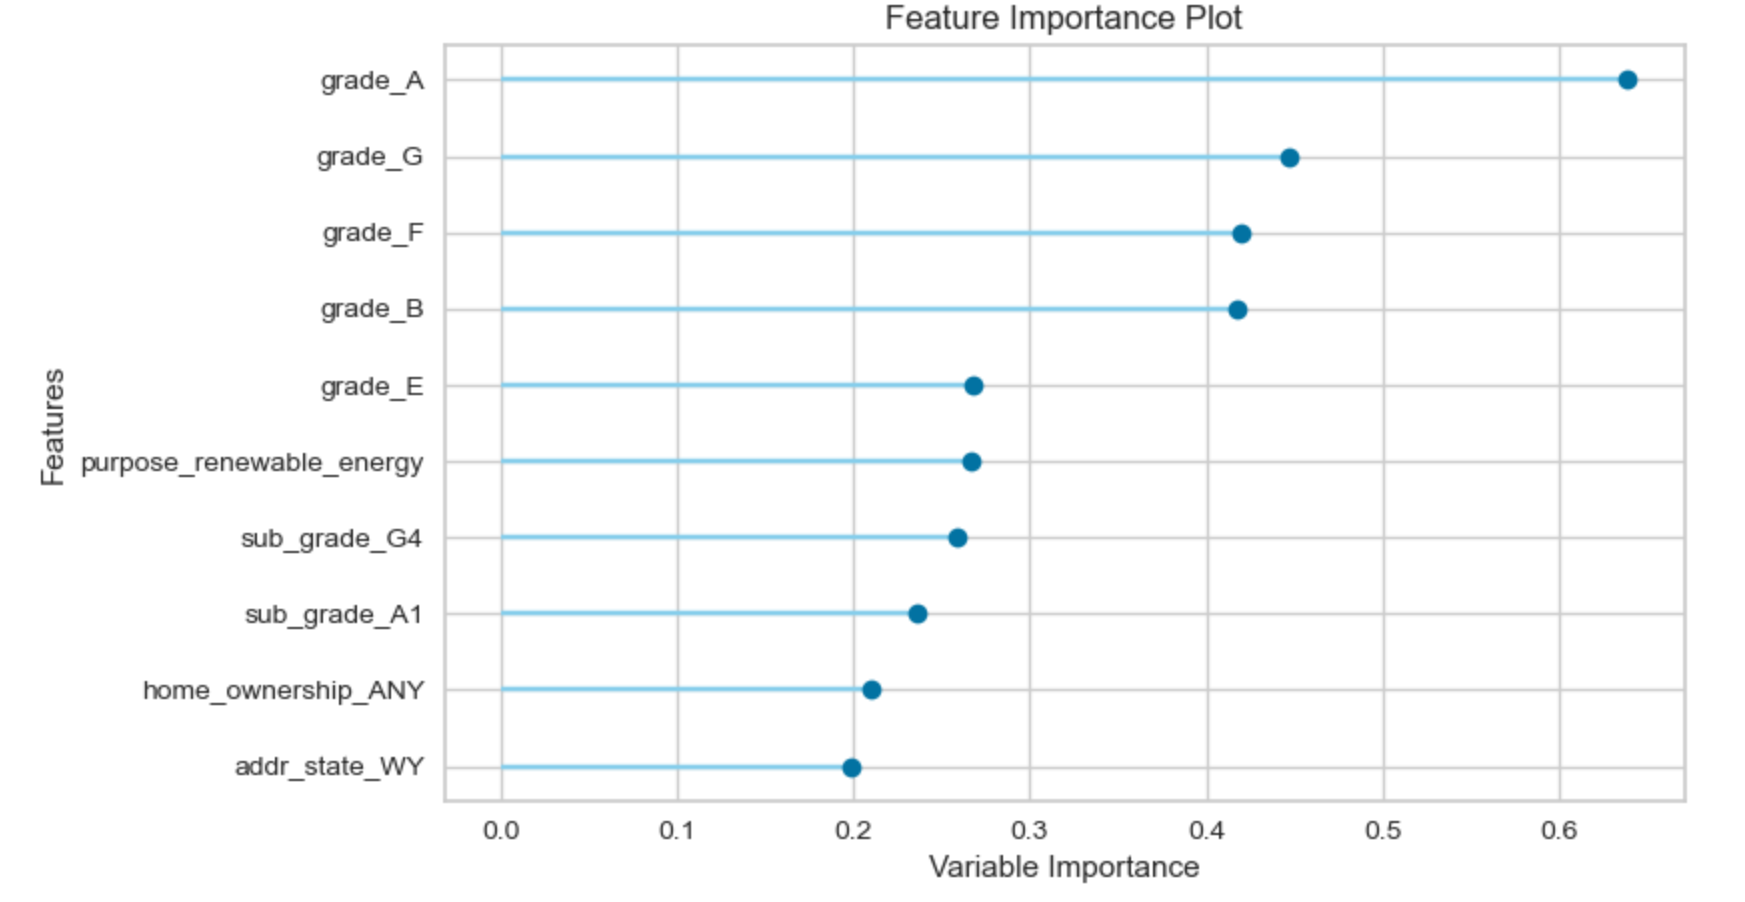 Feature Importance Plot
grade_A
grade_G
grade_F
grade_B
grade_E
purpose_renewable_energy
sub_grade_G4
sub_grade_A1
home_ownership_ANY
addr_state_WY
Features
0.0 0.1 0.2 0.3 0.4 0.5 0.6
Variable Importance